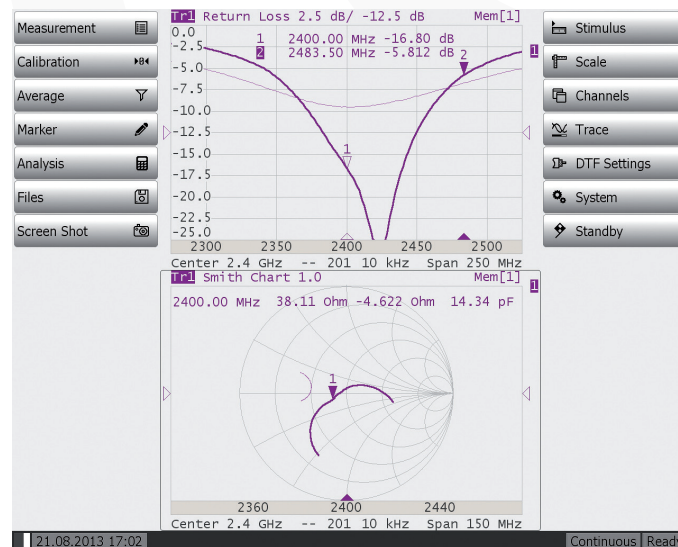 Measurement
Calibration
Average
Marker
Analysis
Files
Screen Shot
Tr1 Return Loss 2.5 dB/ -12.5 dB Mem[1]
0.0
-2.5
-5.0
-7.5
-10.0
-12.5
-15.0
-17.5
-20.0
-22.5
-25.0
1 2400.00 MHz -16.80 dB
2 2483.50 MHz -5.812 dB
1
2
1
2300 2350 2400 2450 2500
Center 2.4 GHz -- 201 10 kHz Span 250 MHz
Tr1 Smith Chart 1.0 Mem[1]
1
2400.00 MHz 38.11 Ohm -4.622 Ohm 14.34 pF
1
2360 2400 2440
Center 2.4 GHz -- 201 10 kHz Span 150 MHz
Stimulus
Scale
Channels
Trace
DTF Settings
System
Standby
21.08.2013 17:02
Continuous